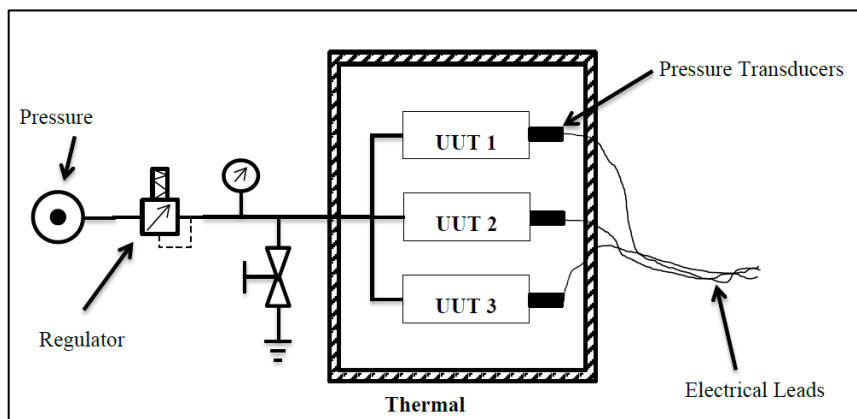 Pressure Transducers
Pressure
UUT 1
UUT 2
UUT 3
Regulator
Electrical Leads
Thermal